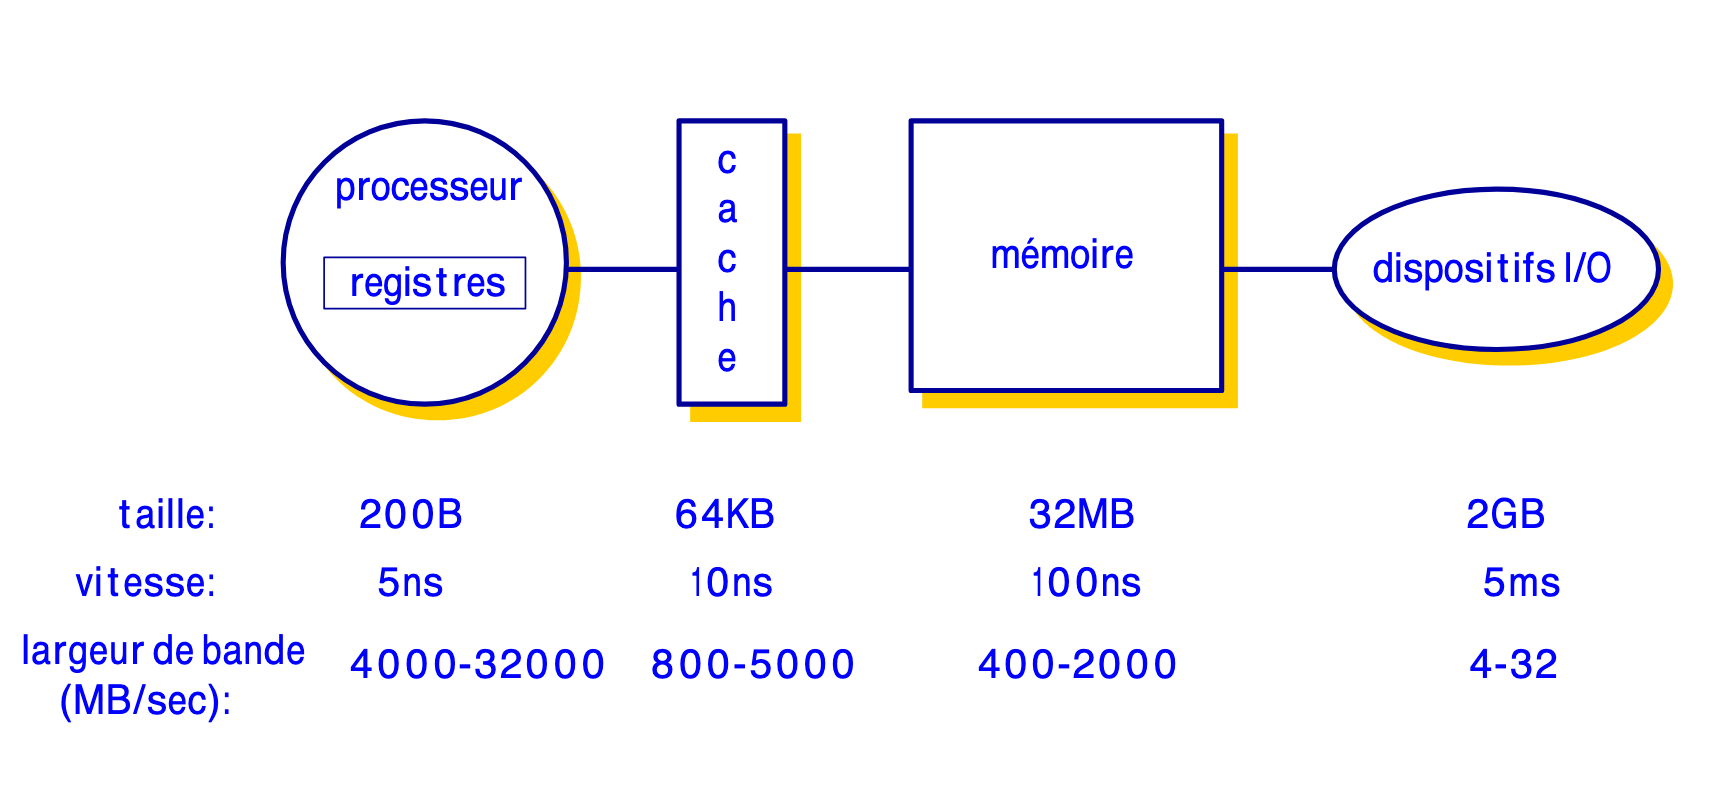 processeur
registres
c
a
c
h
e
mémoire
dispositifs I/O
taille: 200B 64KB 32MB 2GB
vitesse: 5ns 10ns 100ns 5ms
largeur de bande
(MB/sec): 4000-32000 800-5000 400-2000 4-32